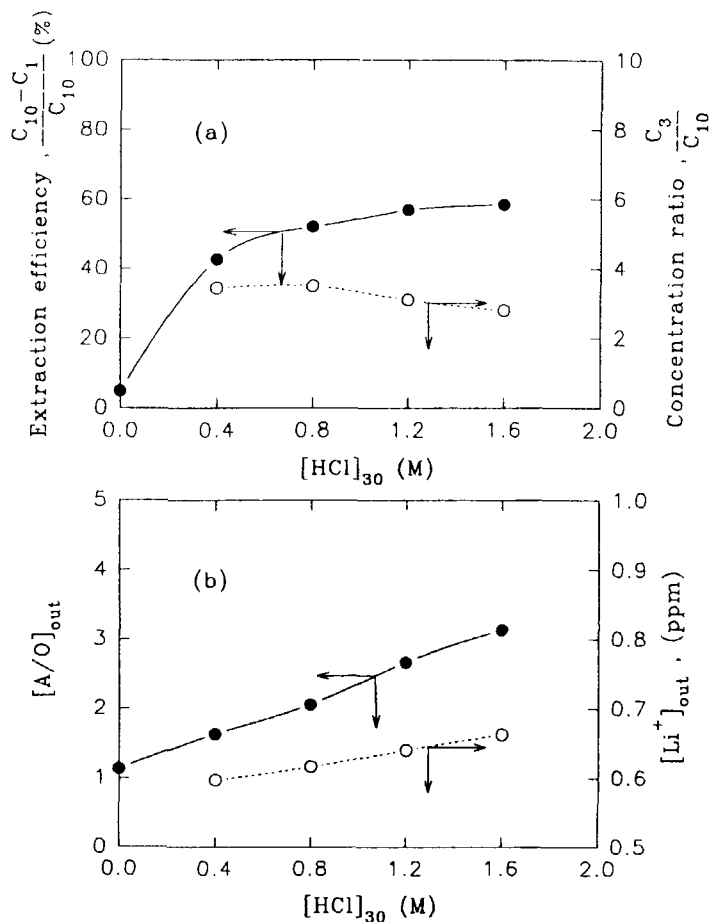 Extraction efficiency , C₁₀−C₁ / C₁₀ (%)
100
80
60
40
20
0
(a)
10
8
6
4
2
0
Concentration ratio , C₃ / C₁₀
0.0 0.4 0.8 1.2 1.6 2.0
[HCl]₃₀ (M)
[A/O]out
5
4
3
2
1
0
(b)
1.0
0.9
0.8
0.7
0.6
0.5
[Li⁺]out , (ppm)
0.0 0.4 0.8 1.2 1.6 2.0
[HCl]₃₀ (M)